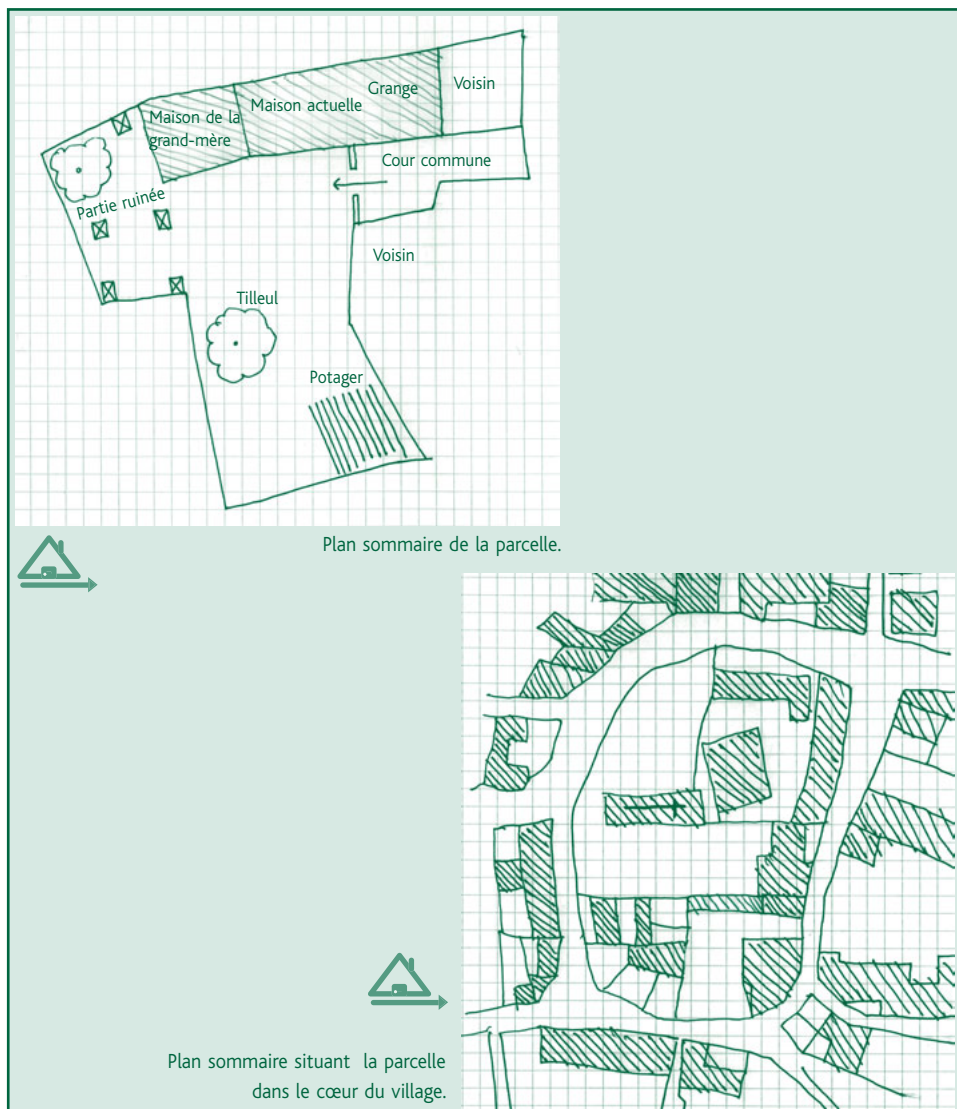 Grange
Voisin
Maison actuelle
Maison de la
grand-mère
Cour commune
Partie ruinée
Voisin
Tilleul
Potager
Plan sommaire de la parcelle.
Plan sommaire situant la parcelle
dans le cœur du village.